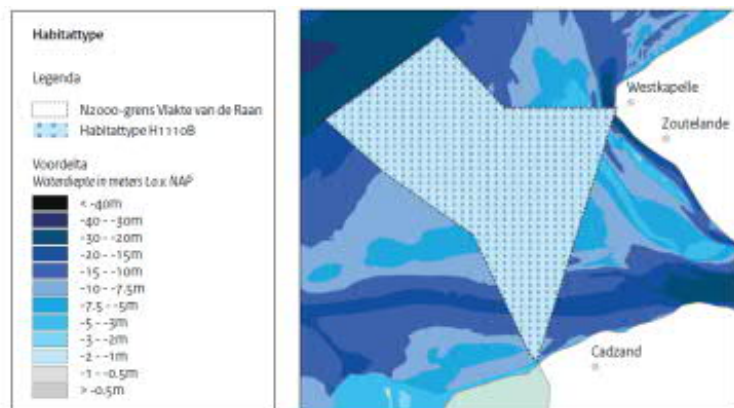 Habitattype
Legenda
N2000-grens Vlakte van de Raan
Habitattype H1110B
Voordelta
Waterdiepte in meters t.o.v. NAP
< -40m
-40 - -30m
-30 - -20m
-20 - -15m
-15 - -10m
-10 - -7.5m
-7.5 - -5m
-5 - -3m
-3 - -2m
-2 - -1m
-1 - -0.5m
> -0.5m
Westkapelle
Zoutelande
Cadzand